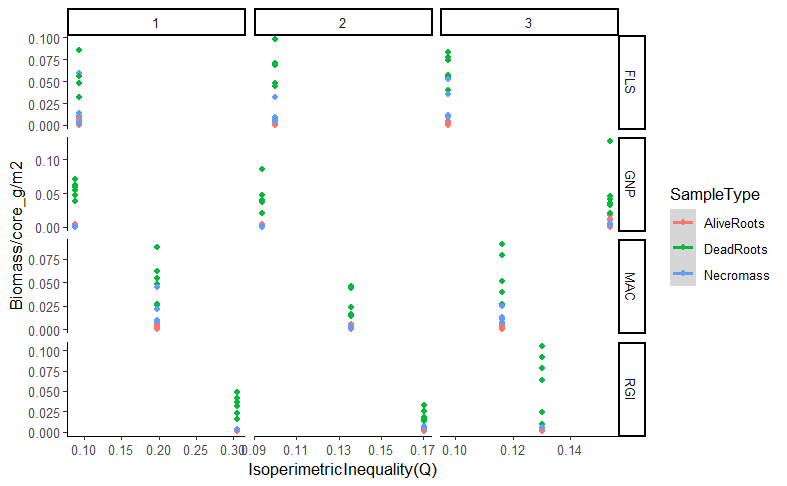 1 2 3
0.100
0.075
0.050
0.025
0.000
FLS
0.10
0.05
0.00
GNP
0.075
0.050
0.025
0.000
MAC
0.100
0.075
0.050
0.025
0.000
RGI
Biomass/core_g/m2
0.10 0.15 0.20 0.25 0.30 0.09 0.11 0.13 0.15 0.17 0.10 0.12 0.14
IsoperimetricInequality(Q)
SampleType
AliveRoots
DeadRoots
Necromass